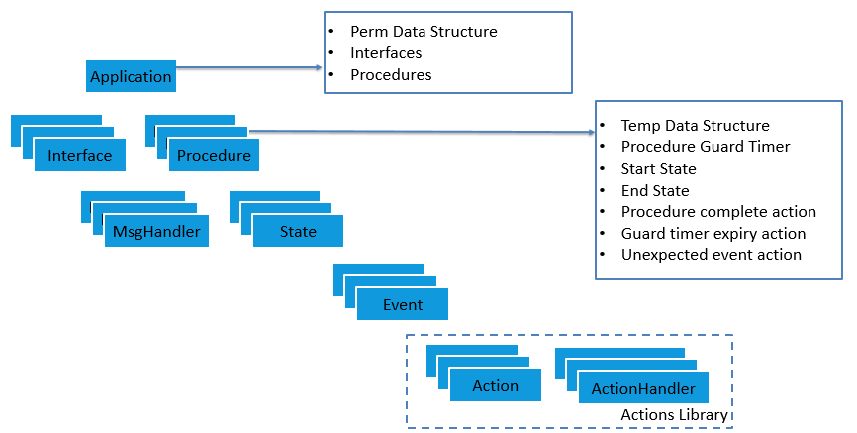 • Perm Data Structure
• Interfaces
• Procedures
Application
• Temp Data Structure
• Procedure Guard Timer
• Start State
• End State
• Procedure complete action
• Guard timer expiry action
• Unexpected event action
Interface
Procedure
MsgHandler
State
Event
Action
ActionHandler
Actions Library